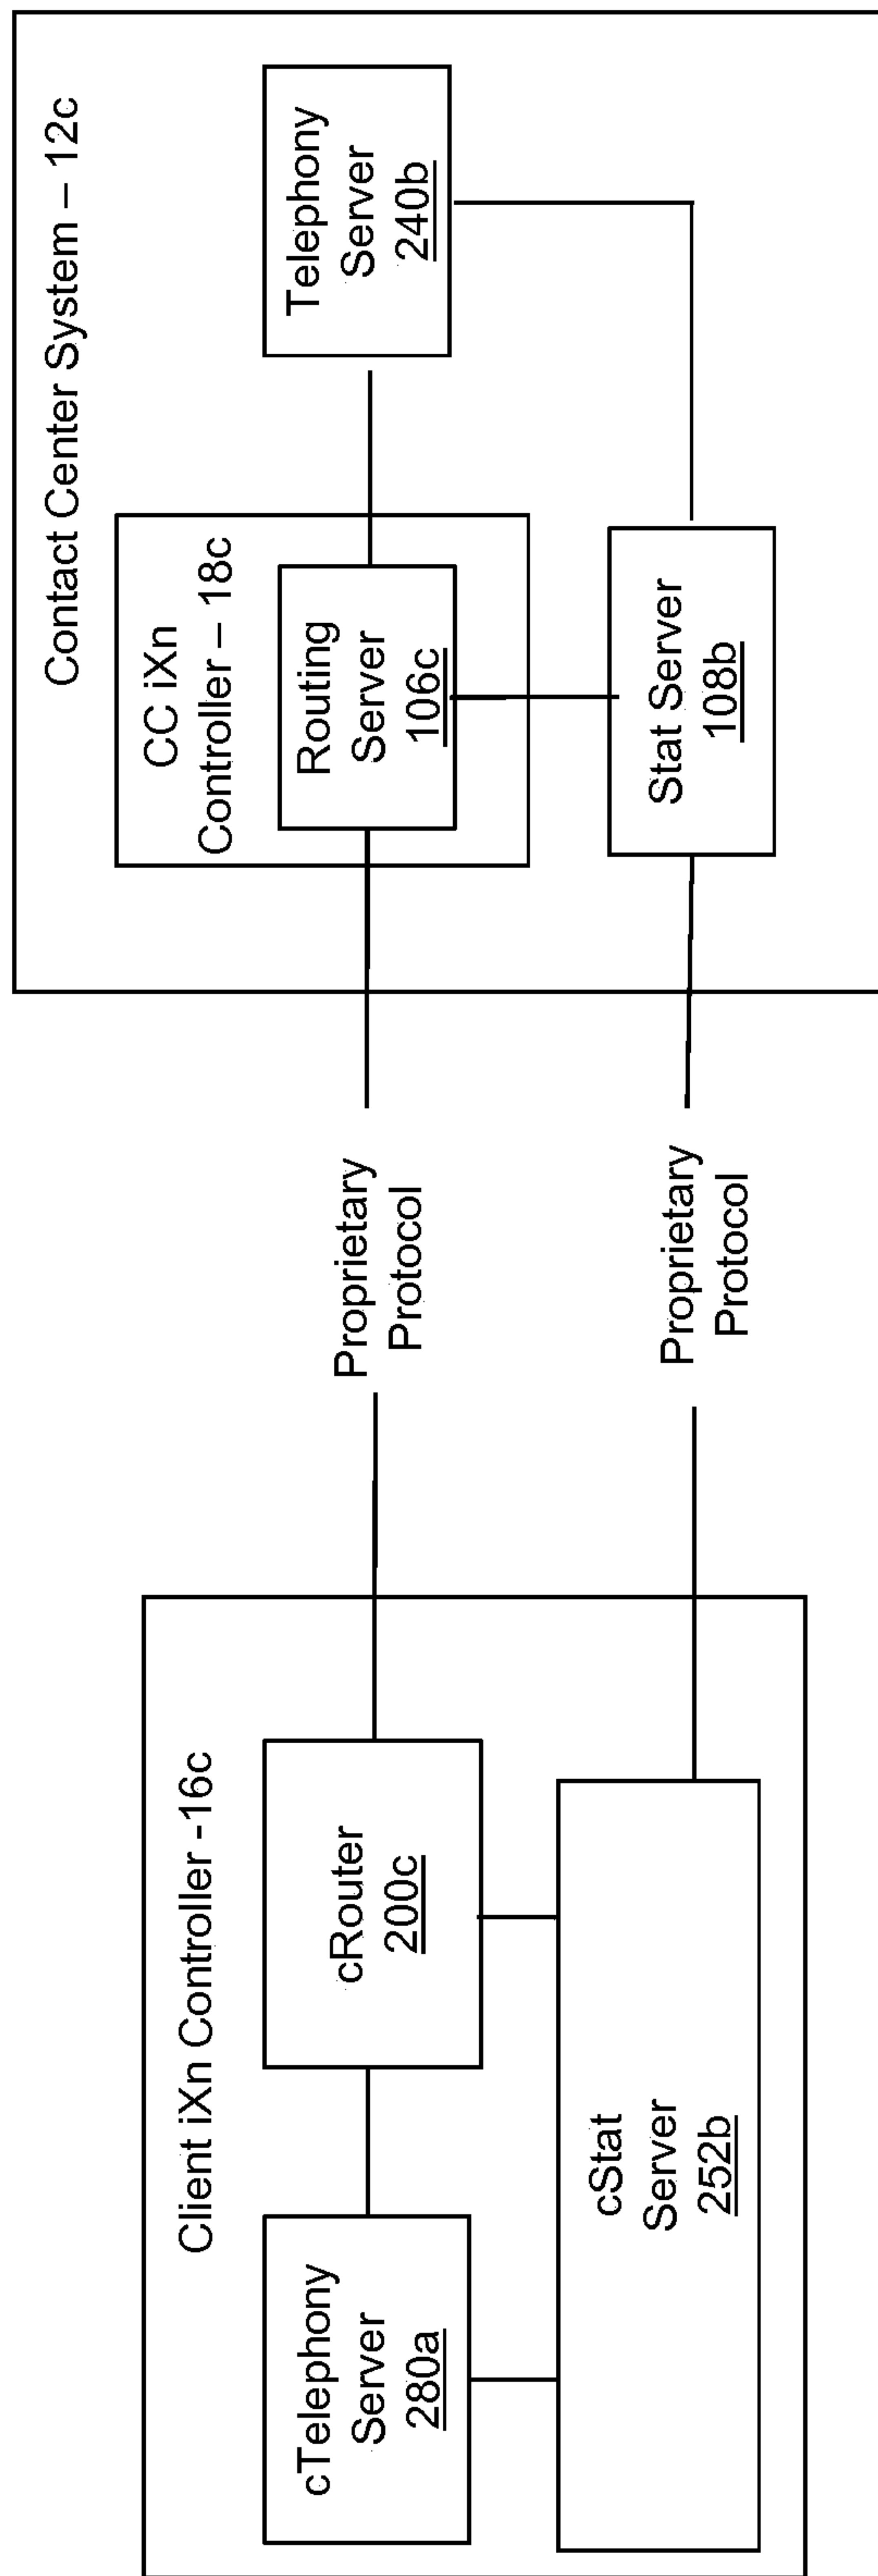 Client iXn Controller -16c
cTelephony
Server
280a
cRouter
200c
cStat
Server
252b
Proprietary
Protocol
Proprietary
Protocol
Contact Center System – 12c
CC iXn
Controller – 18c
Routing
Server
106c
Telephony
Server
240b
Stat Server
108b